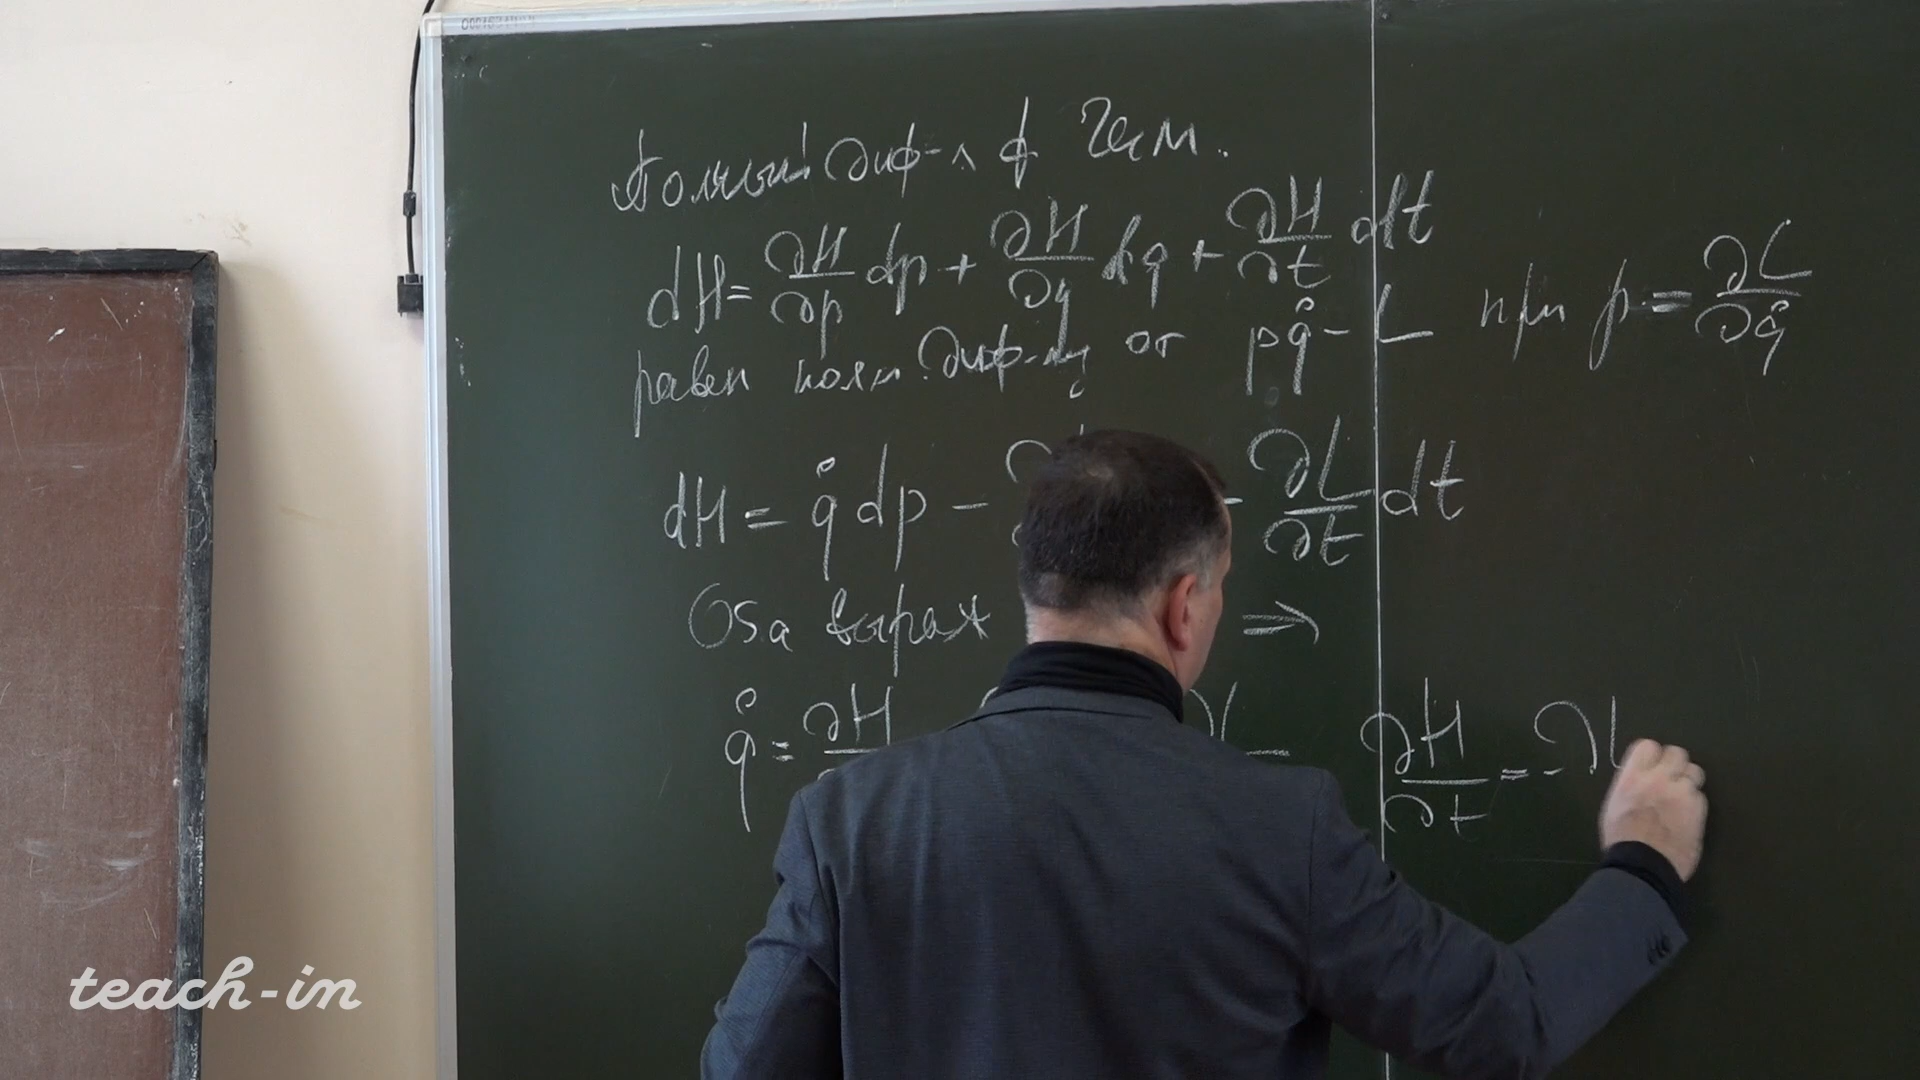 Полный диф-л ф Гам.
dH = ∂H/∂p dp + ∂H/∂q dq + ∂H/∂t dt
равен полн. диф-лу от pq̊ - L при p = ∂L/∂q̊
dH = q̊ dp - ∂ - ∂L/∂t dt
Оба выраж ⇒
q̊ = ∂H ∂H/∂t = - ∂L
teach-in